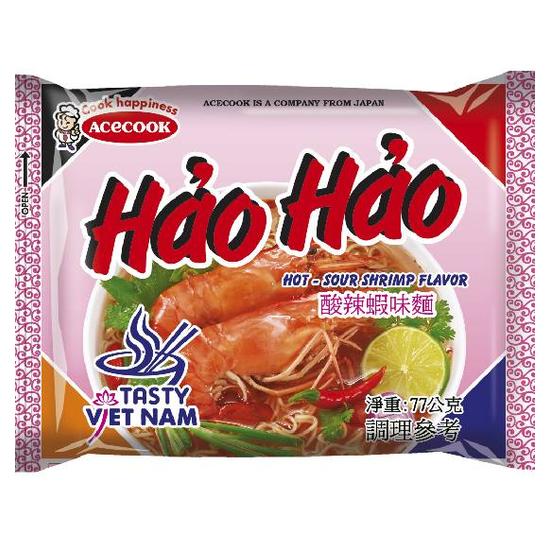 Cook happiness
ACECOOK
ACECOOK IS A COMPANY FROM JAPAN
OPEN
Hảo Hảo
HOT - SOUR SHRIMP FLAVOR
酸辣蝦味麵
TASTY
VIET NAM
淨重:77公克
調理參考